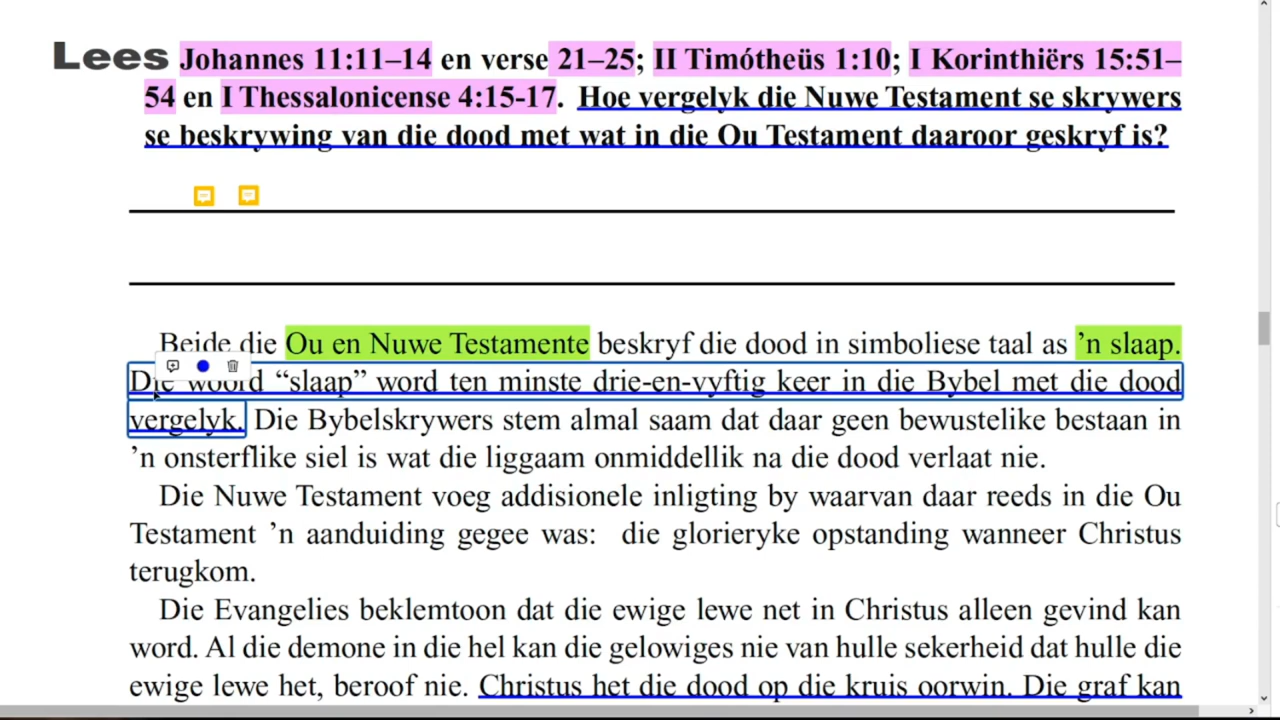 Lees Johannes 11:11–14 en verse 21–25; II Timótheüs 1:10; I Korinthiërs 15:51–
54 en I Thessalonicense 4:15-17. Hoe vergelyk die Nuwe Testament se skrywers
se beskrywing van die dood met wat in die Ou Testament daaroor geskryf is?
Beide die Ou en Nuwe Testamente beskryf die dood in simboliese taal as ’n slaap.
Die woord “slaap” word ten minste drie-en-vyftig keer in die Bybel met die dood
vergelyk. Die Bybelskrywers stem almal saam dat daar geen bewustelike bestaan in
’n onsterflike siel is wat die liggaam onmiddellik na die dood verlaat nie.
Die Nuwe Testament voeg addisionele inligting by waarvan daar reeds in die Ou
Testament ’n aanduiding gegee was: die glorieryke opstanding wanneer Christus
terugkom.
Die Evangelies beklemtoon dat die ewige lewe net in Christus alleen gevind kan
word. Al die demone in die hel kan die gelowiges nie van hulle sekerheid dat hulle die
ewige lewe het, beroof nie. Christus het die dood op die kruis oorwin. Die graf kan